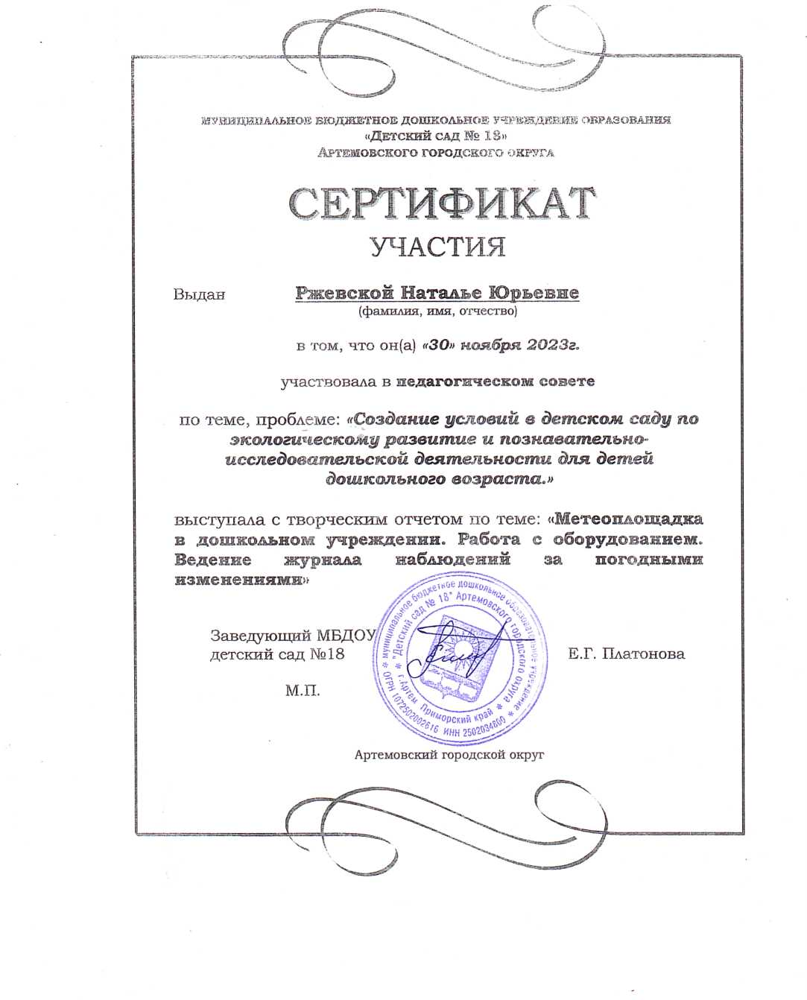 МУНИЦИПАЛЬНОЕ БЮДЖЕТНОЕ ДОШКОЛЬНОЕ УЧРЕЖДЕНИЕ ОБРАЗОВАНИЯ
«ДЕТСКИЙ САД № 18»
АРТЕМОВСКОГО ГОРОДСКОГО ОКРУГА
СЕРТИФИКАТ
УЧАСТИЯ
Выдан Ржевской Наталье Юрьевне
(фамилия, имя, отчество)
в том, что он(а) «30» ноября 2023г.
участвовала в педагогическом совете
по теме, проблеме: «Создание условий в детском саду по
экологическому развитие и познавательно-
исследовательской деятельности для детей
дошкольного возраста.»
выступала с творческим отчетом по теме: «Метеоплощадка
в дошкольном учреждении. Работа с оборудованием.
Ведение журнала наблюдений за погодными
изменениями»
Заведующий МБДОУ
детский сад №18 Е.Г. Платонова
М.П.
муниципальное бюджетное дошкольное образовательное учреждение
"Детский сад № 18" Артемовского городского округа
г.Артем Приморский край
ОГРН 1072502002616 ИНН 2502034600
Артемовский городской округ